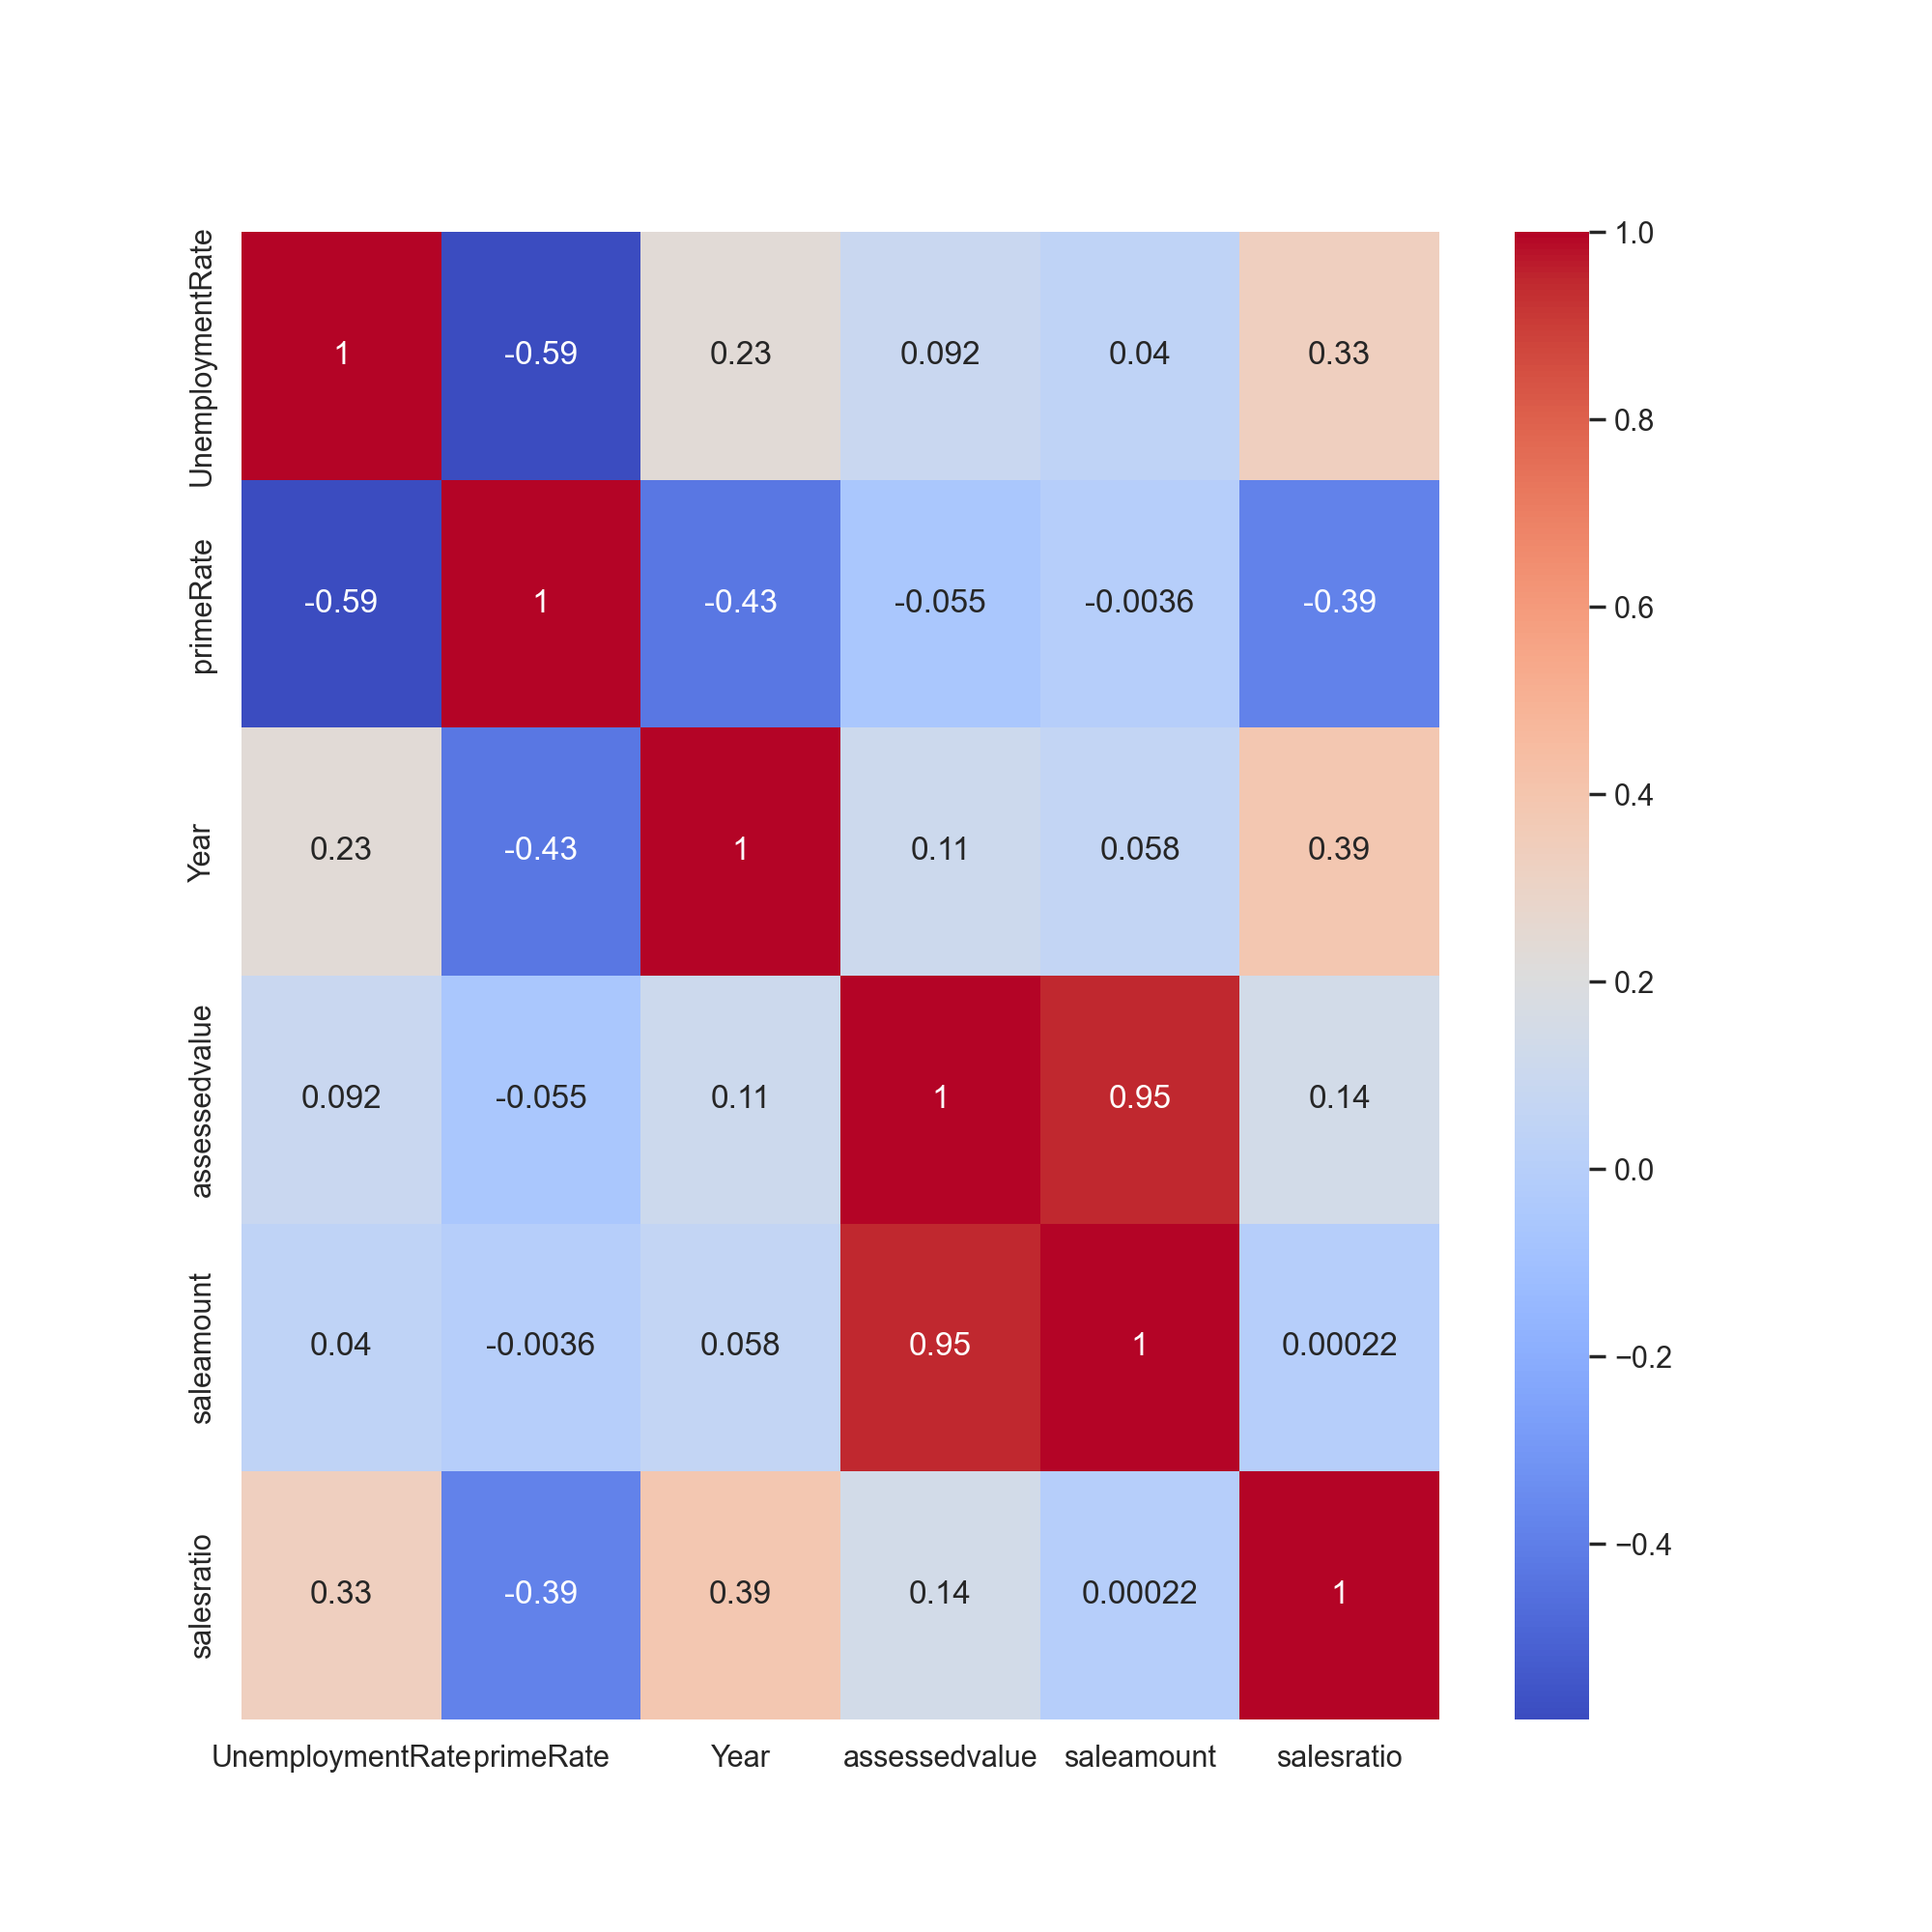 UnemploymentRate 1 -0.59 0.23 0.092 0.04 0.33
primeRate -0.59 1 -0.43 -0.055 -0.0036 -0.39
Year 0.23 -0.43 1 0.11 0.058 0.39
assessedvalue 0.092 -0.055 0.11 1 0.95 0.14
saleamount 0.04 -0.0036 0.058 0.95 1 0.00022
salesratio 0.33 -0.39 0.39 0.14 0.00022 1
UnemploymentRate primeRate Year assessedvalue saleamount salesratio
1.0
0.8
0.6
0.4
0.2
0.0
−0.2
−0.4